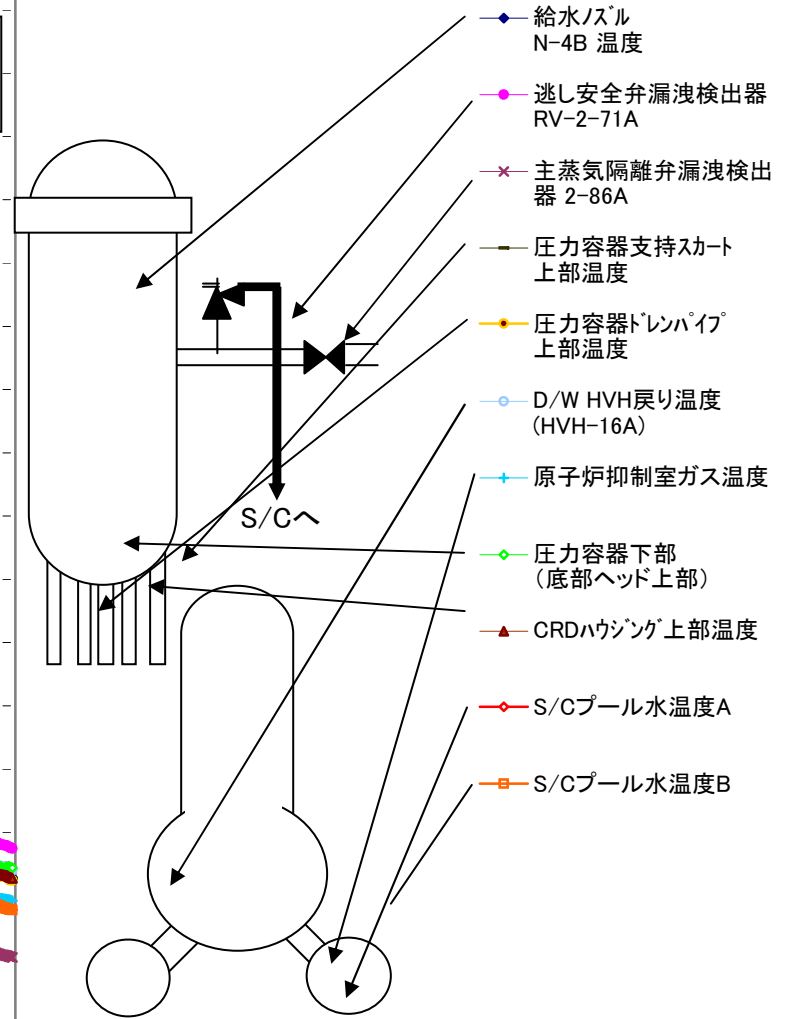 給水ﾉｽﾞﾙ
N-4B 温度
逃し安全弁漏洩検出器
RV-2-71A
主蒸気隔離弁漏洩検出
器 2-86A
圧力容器支持ｽｶｰﾄ
上部温度
圧力容器ﾄﾞﾚﾝﾊﾟｲﾌﾟ
上部温度
D/W HVH戻り温度
(HVH-16A)
原子炉抑制室ガス温度
S/Cへ
圧力容器下部
（底部ヘッド上部）
CRDﾊｳｼﾞﾝｸﾞ上部温度
S/Cプール水温度A
S/Cプール水温度B